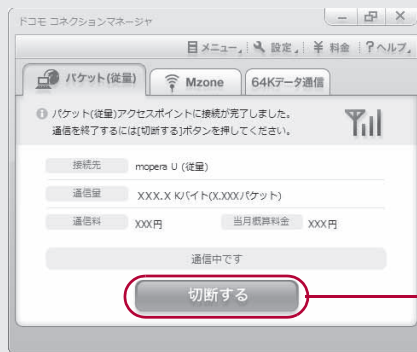 ドコモ コネクションマネージャ
メニュー 設定 料金 ヘルプ
パケット(従量) Mzone 64Kデータ通信
パケット(従量)アクセスポイントに接続が完了しました。
通信を終了するには[切断する]ボタンを押してください。
接続先 mopera U (従量)
通信量 XXX.X Kバイト(X,XXXパケット)
通信料 XXX円 当月概算料金 XXX円
通信中です
切断する